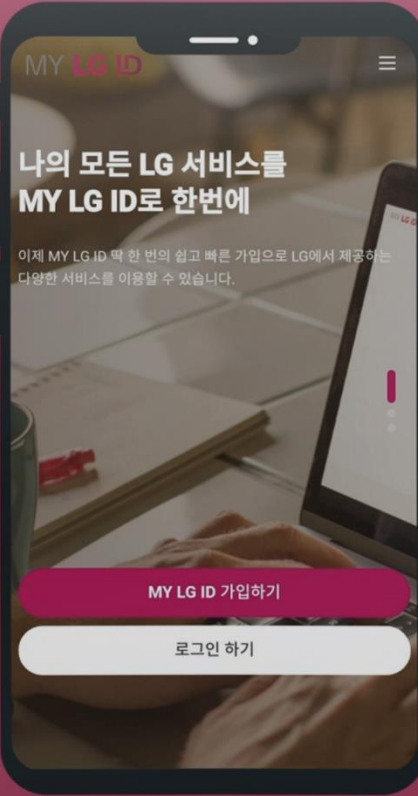 MY LG ID
나의 모든 LG 서비스를
MY LG ID로 한번에
이제 MY LG ID 딱 한 번의 쉽고 빠른 가입으로 LG에서 제공하는
다양한 서비스를 이용할 수 있습니다.
MY LG ID 가입하기
로그인 하기